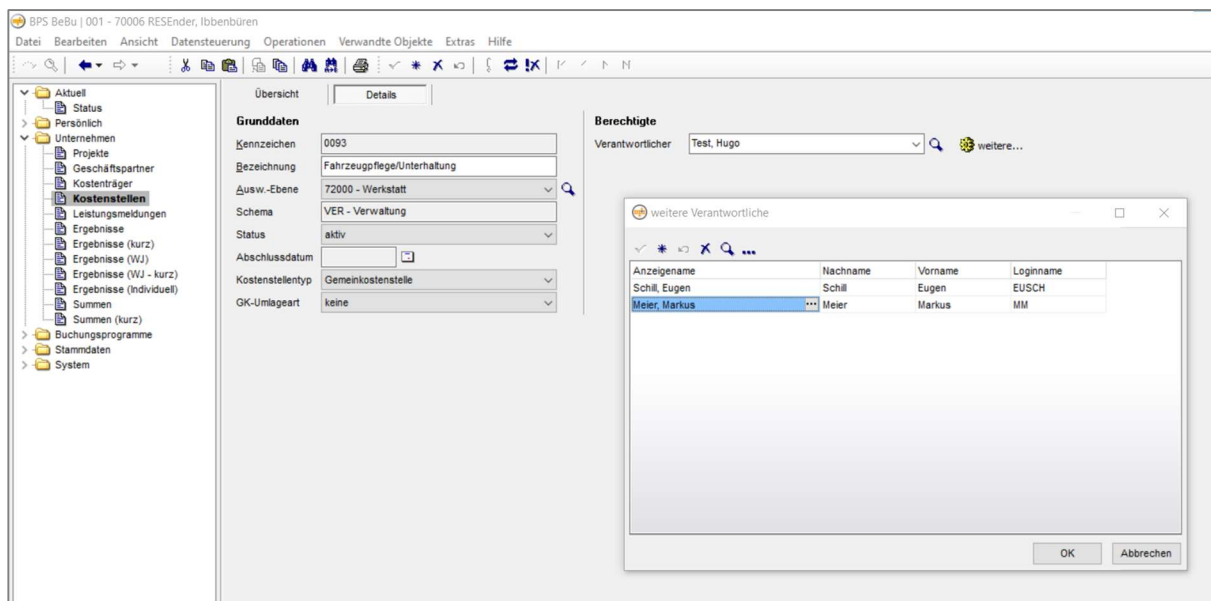 BPS BeBu | 001 - 70006 RESEnder, Ibbenbüren
Datei Bearbeiten Ansicht Datensteuerung Operationen Verwandte Objekte Extras Hilfe
Aktuell
Status
Persönlich
Unternehmen
Projekte
Geschäftspartner
Kostenträger
Kostenstellen
Leistungsmeldungen
Ergebnisse
Ergebnisse (kurz)
Ergebnisse (WJ)
Ergebnisse (WJ - kurz)
Ergebnisse (Individuell)
Summen
Summen (kurz)
Buchungsprogramme
Stammdaten
System
Übersicht Details
Grunddaten
Kennzeichen 0093
Bezeichnung Fahrzeugpflege/Unterhaltung
Ausw.-Ebene 72000 - Werkstatt
Schema VER - Verwaltung
Status aktiv
Abschlussdatum
Kostenstellentyp Gemeinkostenstelle
GK-Umlageart keine
Berechtigte
Verantwortlicher Test, Hugo weitere...
weitere Verantwortliche
Anzeigename Nachname Vorname Loginname
Schill, Eugen Schill Eugen EUSCH
Meier, Markus ... Meier Markus MM
OK Abbrechen